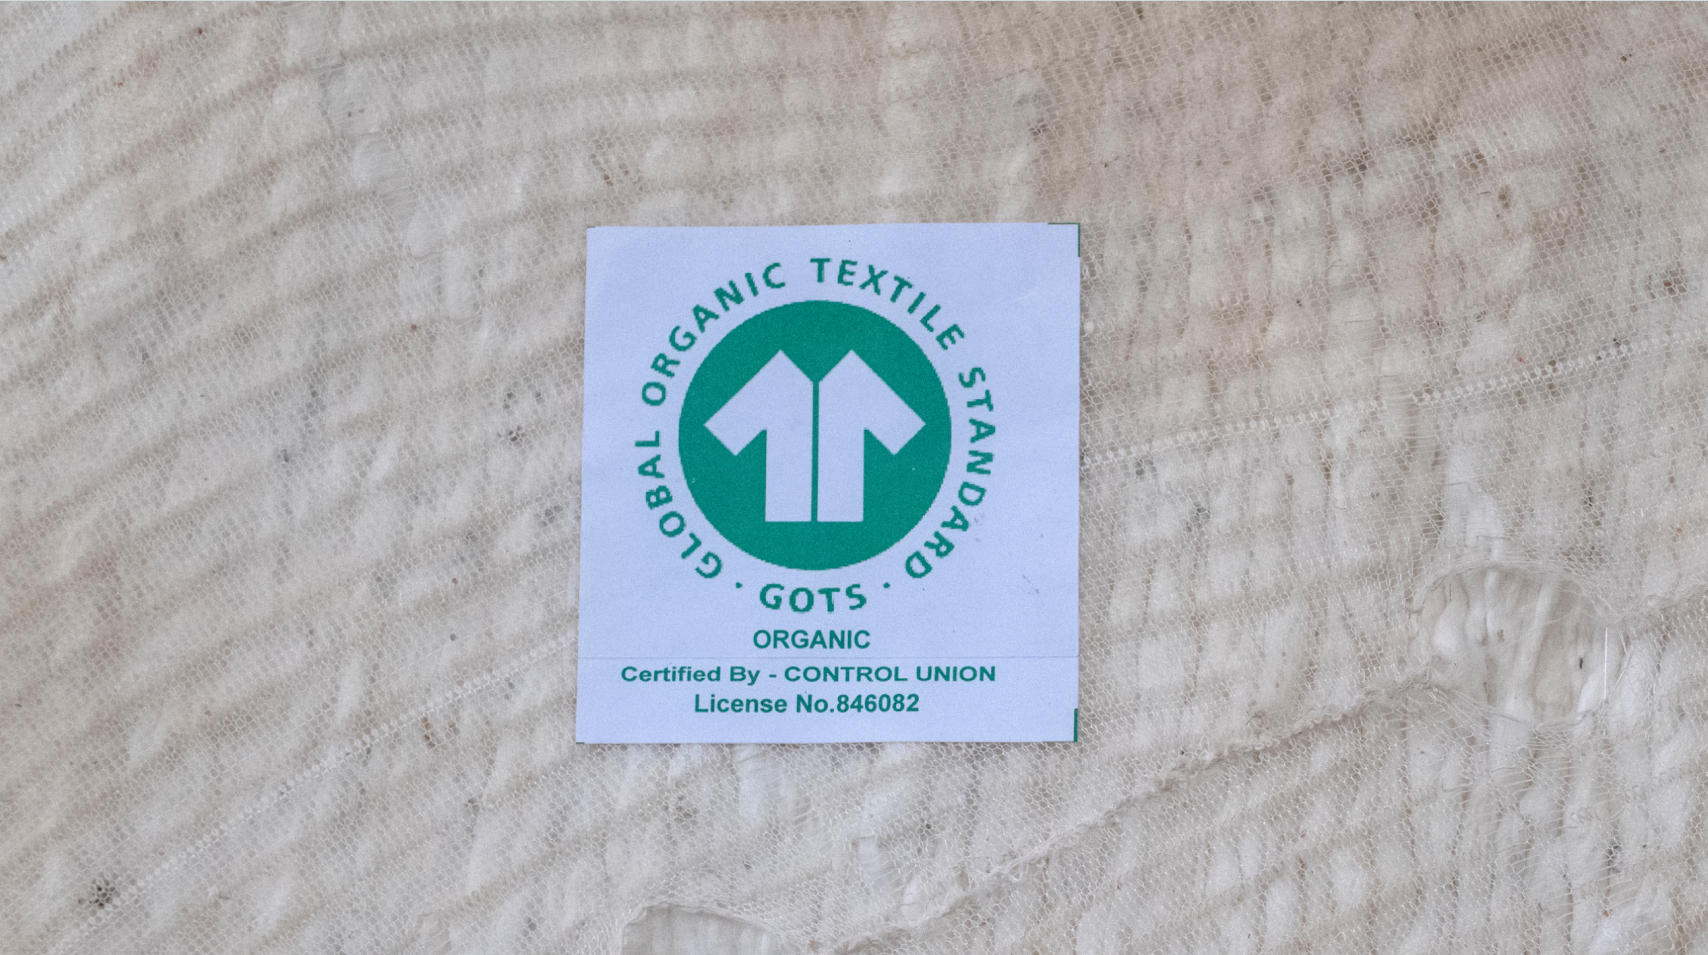 GLOBAL ORGANIC TEXTILE STANDARD
· GOTS ·
ORGANIC
Certified By - CONTROL UNION
License No.846082